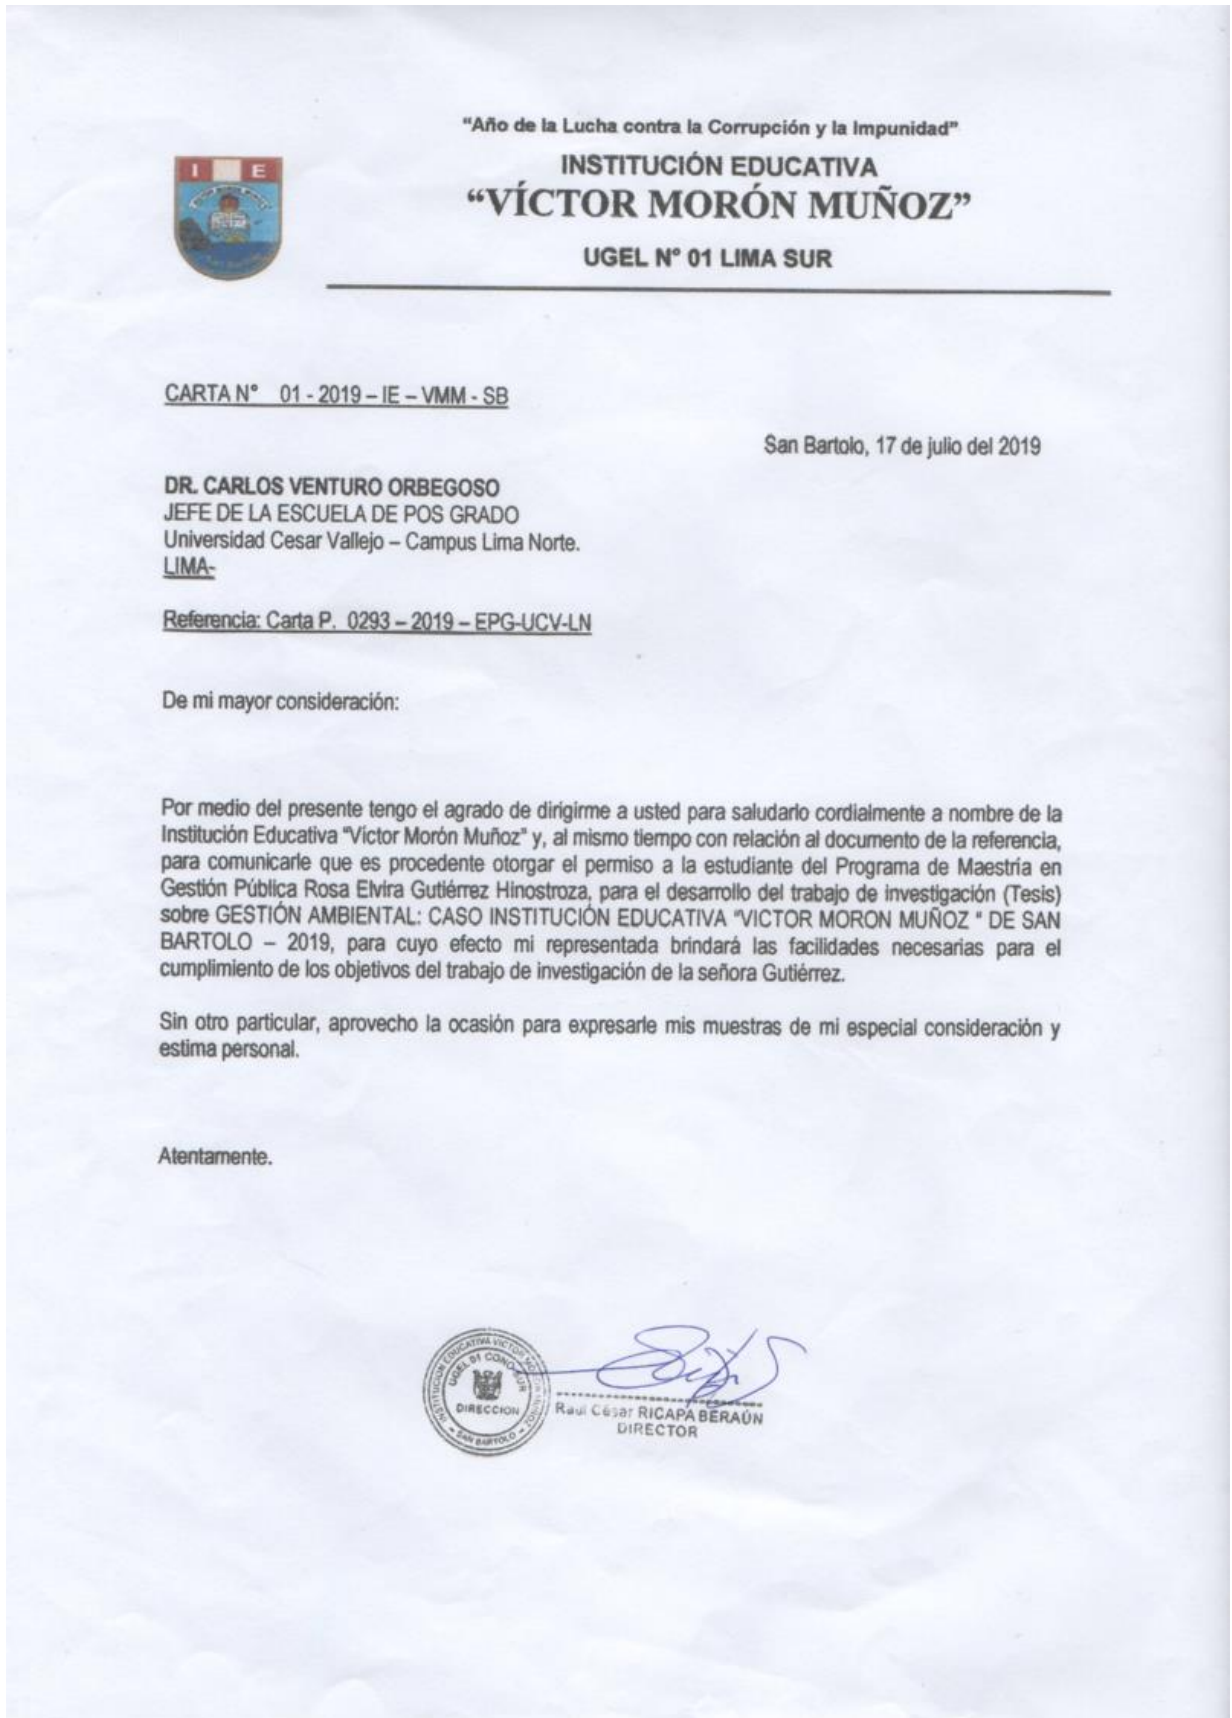 "Año de la Lucha contra la Corrupción y la Impunidad"
I E
INSTITUCIÓN EDUCATIVA
“VÍCTOR MORÓN MUÑOZ”
UGEL N° 01 LIMA SUR
CARTA N° 01 - 2019 – IE – VMM - SB
San Bartolo, 17 de julio del 2019
DR. CARLOS VENTURO ORBEGOSO
JEFE DE LA ESCUELA DE POS GRADO
Universidad Cesar Vallejo – Campus Lima Norte.
LIMA-
Referencia: Carta P. 0293 – 2019 – EPG-UCV-LN
De mi mayor consideración:
Por medio del presente tengo el agrado de dirigirme a usted para saludarlo cordialmente a nombre de la
Institución Educativa "Víctor Morón Muñoz" y, al mismo tiempo con relación al documento de la referencia,
para comunicarle que es procedente otorgar el permiso a la estudiante del Programa de Maestría en
Gestión Pública Rosa Elvira Gutiérrez Hinostroza, para el desarrollo del trabajo de investigación (Tesis)
sobre GESTIÓN AMBIENTAL: CASO INSTITUCIÓN EDUCATIVA "VICTOR MORON MUÑOZ " DE SAN
BARTOLO – 2019, para cuyo efecto mi representada brindará las facilidades necesarias para el
cumplimiento de los objetivos del trabajo de investigación de la señora Gutiérrez.
Sin otro particular, aprovecho la ocasión para expresarle mis muestras de mi especial consideración y
estima personal.
Atentamente.
INSTITUCIÓN EDUCATIVA VICTOR MORON MUÑOZ
UGEL 01 CONO SUR
DIRECCION
SAN BARTOLO
Raúl César RICAPA BERAÚN
DIRECTOR